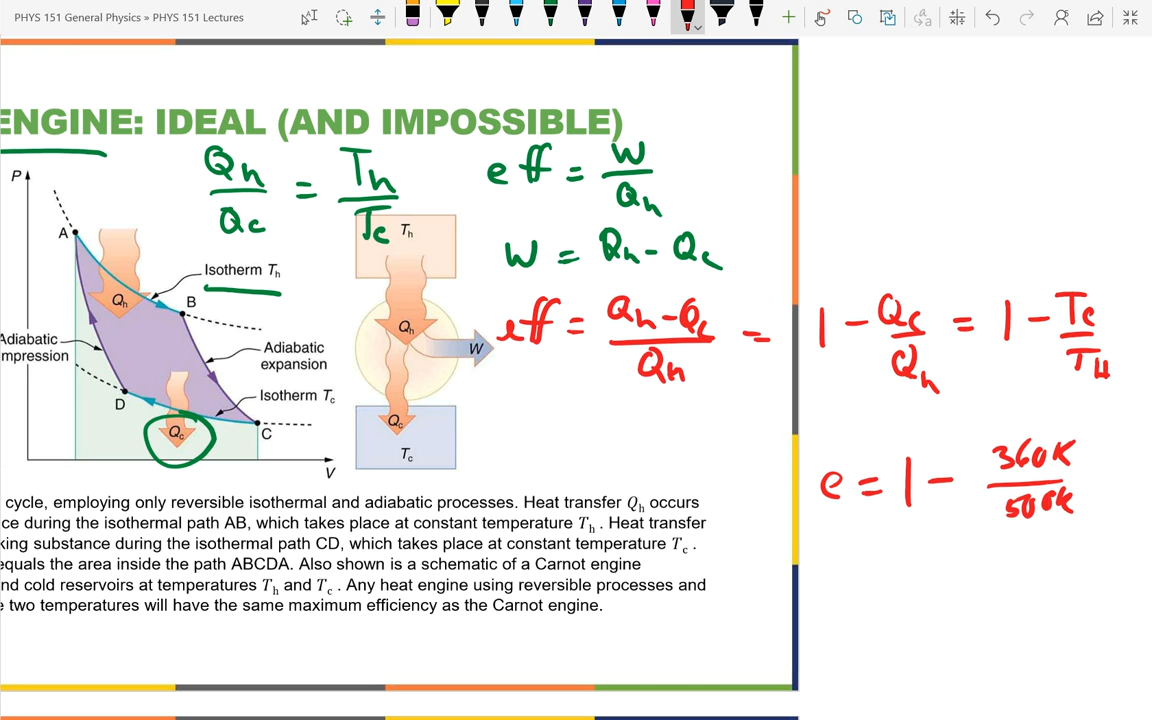 PHYS 151 General Physics » PHYS 151 Lectures
ENGINE: IDEAL (AND IMPOSSIBLE)
Qh/Qc = Th/Tc
eff = W/Qh
W = Qh - Qc
eff = (Qh - Qc)/Qh = 1 - Qc/Qh = 1 - Tc/TH
e = 1 - 360K/500K
P
A
Isotherm Th
Qh
B
Adiabatic
mpression
Adiabatic
expansion
D
Isotherm Tc
Qc
C
V
Th
Qh
W
Qc
Tc
cycle, employing only reversible isothermal and adiabatic processes. Heat transfer Qh occurs
ce during the isothermal path AB, which takes place at constant temperature Th . Heat transfer
king substance during the isothermal path CD, which takes place at constant temperature Tc .
equals the area inside the path ABCDA. Also shown is a schematic of a Carnot engine
nd cold reservoirs at temperatures Th and Tc . Any heat engine using reversible processes and
two temperatures will have the same maximum efficiency as the Carnot engine.